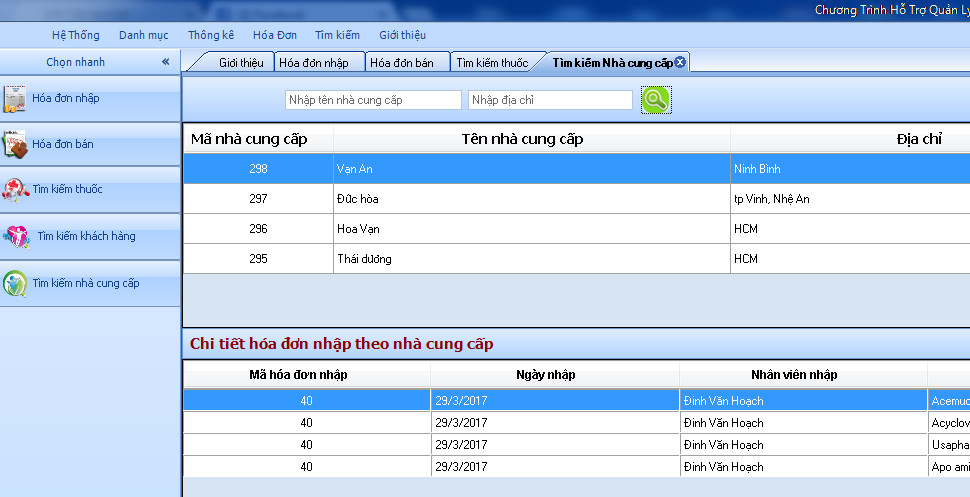 Chương Trình Hỗ Trợ Quản Lý
Hệ Thống Danh mục Thông kê Hóa Đơn Tìm kiếm Giới thiệu
Chọn nhanh «
Giới thiệu Hóa đơn nhập Hóa đơn bán Tìm kiếm thuốc Tìm kiếm Nhà cung cấp
Hóa đơn nhập
Hóa đơn bán
Tìm kiếm thuốc
Tìm kiếm khách hàng
Tìm kiếm nhà cung cấp
Nhập tên nhà cung cấp Nhập địa chỉ
Mã nhà cung cấp Tên nhà cung cấp Địa chỉ
298 Vạn An Ninh Bình
297 Đức hòa tp Vinh, Nhệ An
296 Hoa Vạn HCM
295 Thái dương HCM
Chi tiết hóa đơn nhập theo nhà cung cấp
Mã hóa đơn nhập Ngày nhập Nhân viên nhập
40 29/3/2017 Đinh Văn Hoạch Acemuc
40 29/3/2017 Đinh Văn Hoạch Acyclov
40 29/3/2017 Đinh Văn Hoạch Usapha
40 29/3/2017 Đinh Văn Hoạch Apo ami